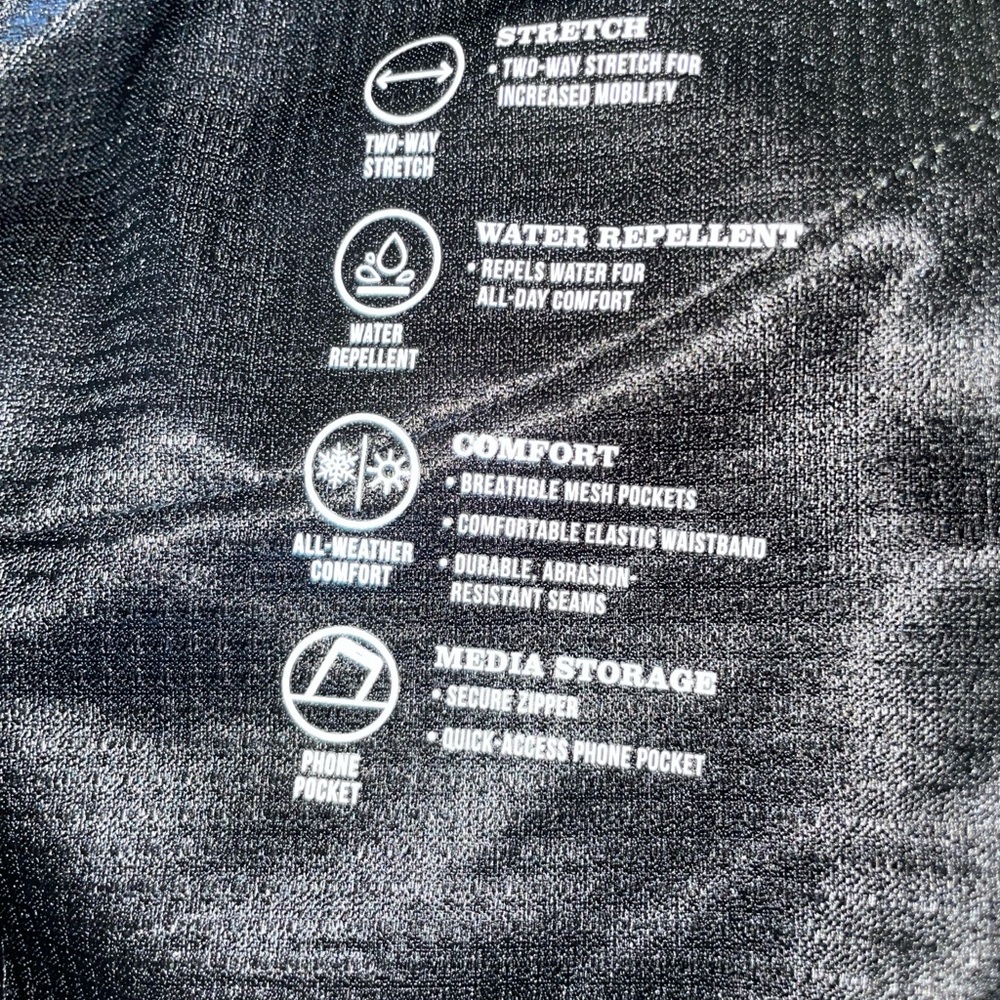 STRETCH
• TWO-WAY STRETCH FOR
INCREASED MOBILITY
TWO-WAY
STRETCH
WATER REPELLENT
• REPELS WATER FOR
ALL-DAY COMFORT
WATER
REPELLENT
COMFORT
• BREATHBLE MESH POCKETS
• COMFORTABLE ELASTIC WAISTBAND
• DURABLE, ABRASION-
RESISTANT SEAMS
ALL-WEATHER
COMFORT
MEDIA STORAGE
• SECURE ZIPPER
• QUICK-ACCESS PHONE POCKET
PHONE
POCKET